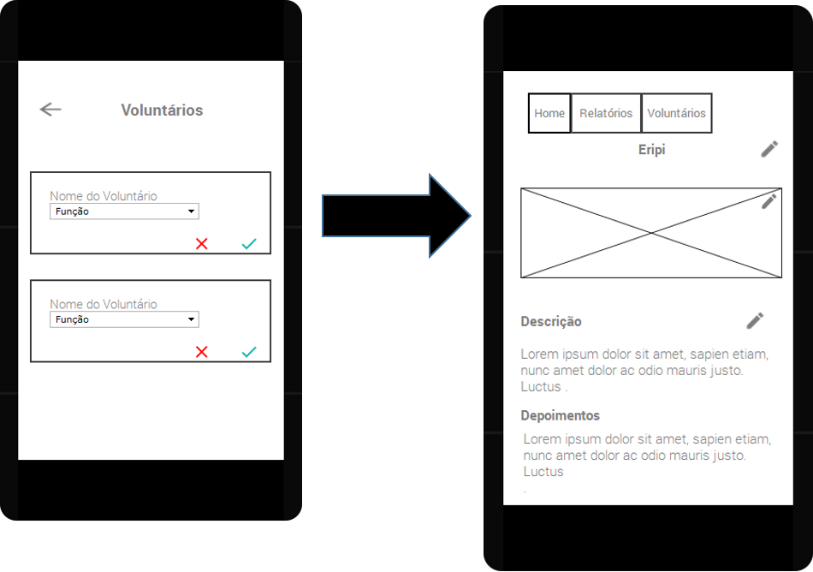 Voluntários
Nome do Voluntário
Função
Nome do Voluntário
Função
Home Relatórios Voluntários
Eripi
Descrição
Lorem ipsum dolor sit amet, sapien etiam,
nunc amet dolor ac odio mauris justo.
Luctus .
Depoimentos
Lorem ipsum dolor sit amet, sapien etiam,
nunc amet dolor ac odio mauris justo.
Luctus
.